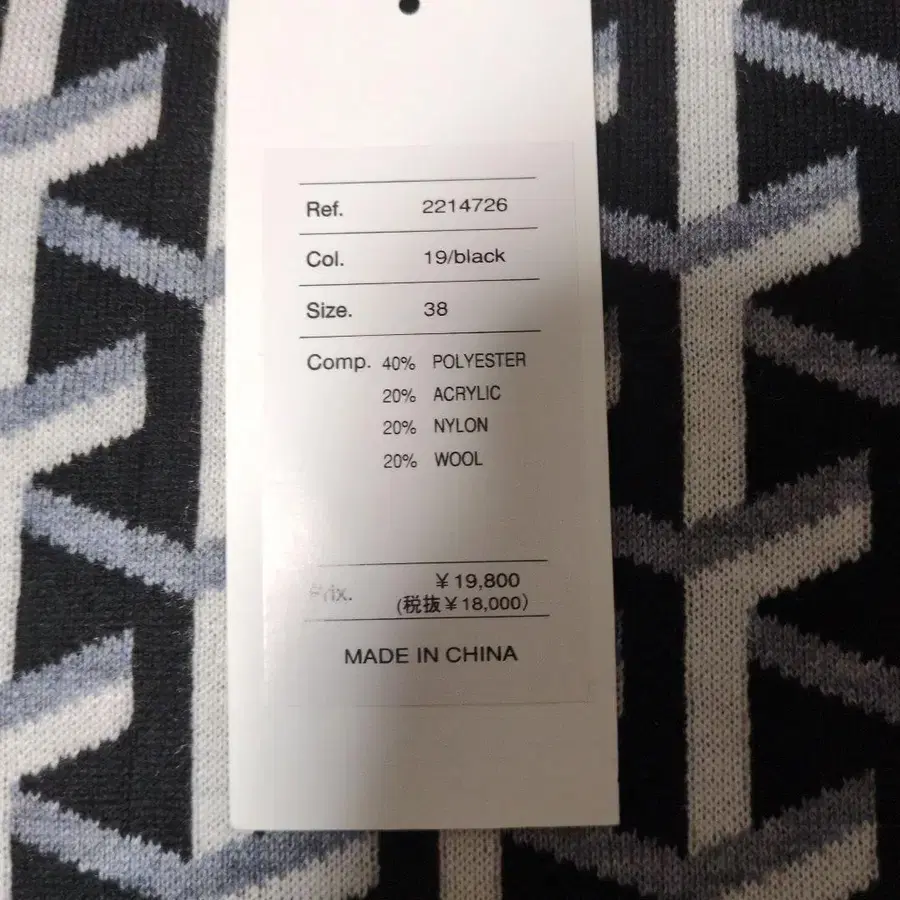 Ref. 2214726
Col. 19/black
Size. 38
Comp. 40% POLYESTER
20% ACRYLIC
20% NYLON
20% WOOL
Prix. ¥19,800
(税抜¥18,000)
MADE IN CHINA